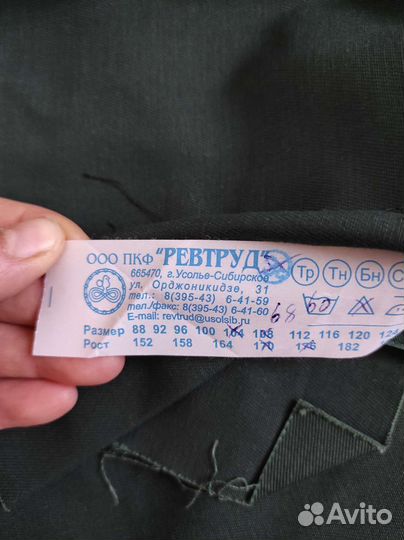 ООО ПКФ "РЕВТРУД"
665470, г.Усолье-Сибирское
ул. Орджоникидзе, 31
тел.: 8(395-43) 6-41-59
факс: 8(395-43) 6-41-60
E-mail: revtrud@usolsib.ru
Тр Тн Бн С
Размер 88 92 96 100 104 108 112 116 120
Рост 152 158 164 170 176 182
Avito